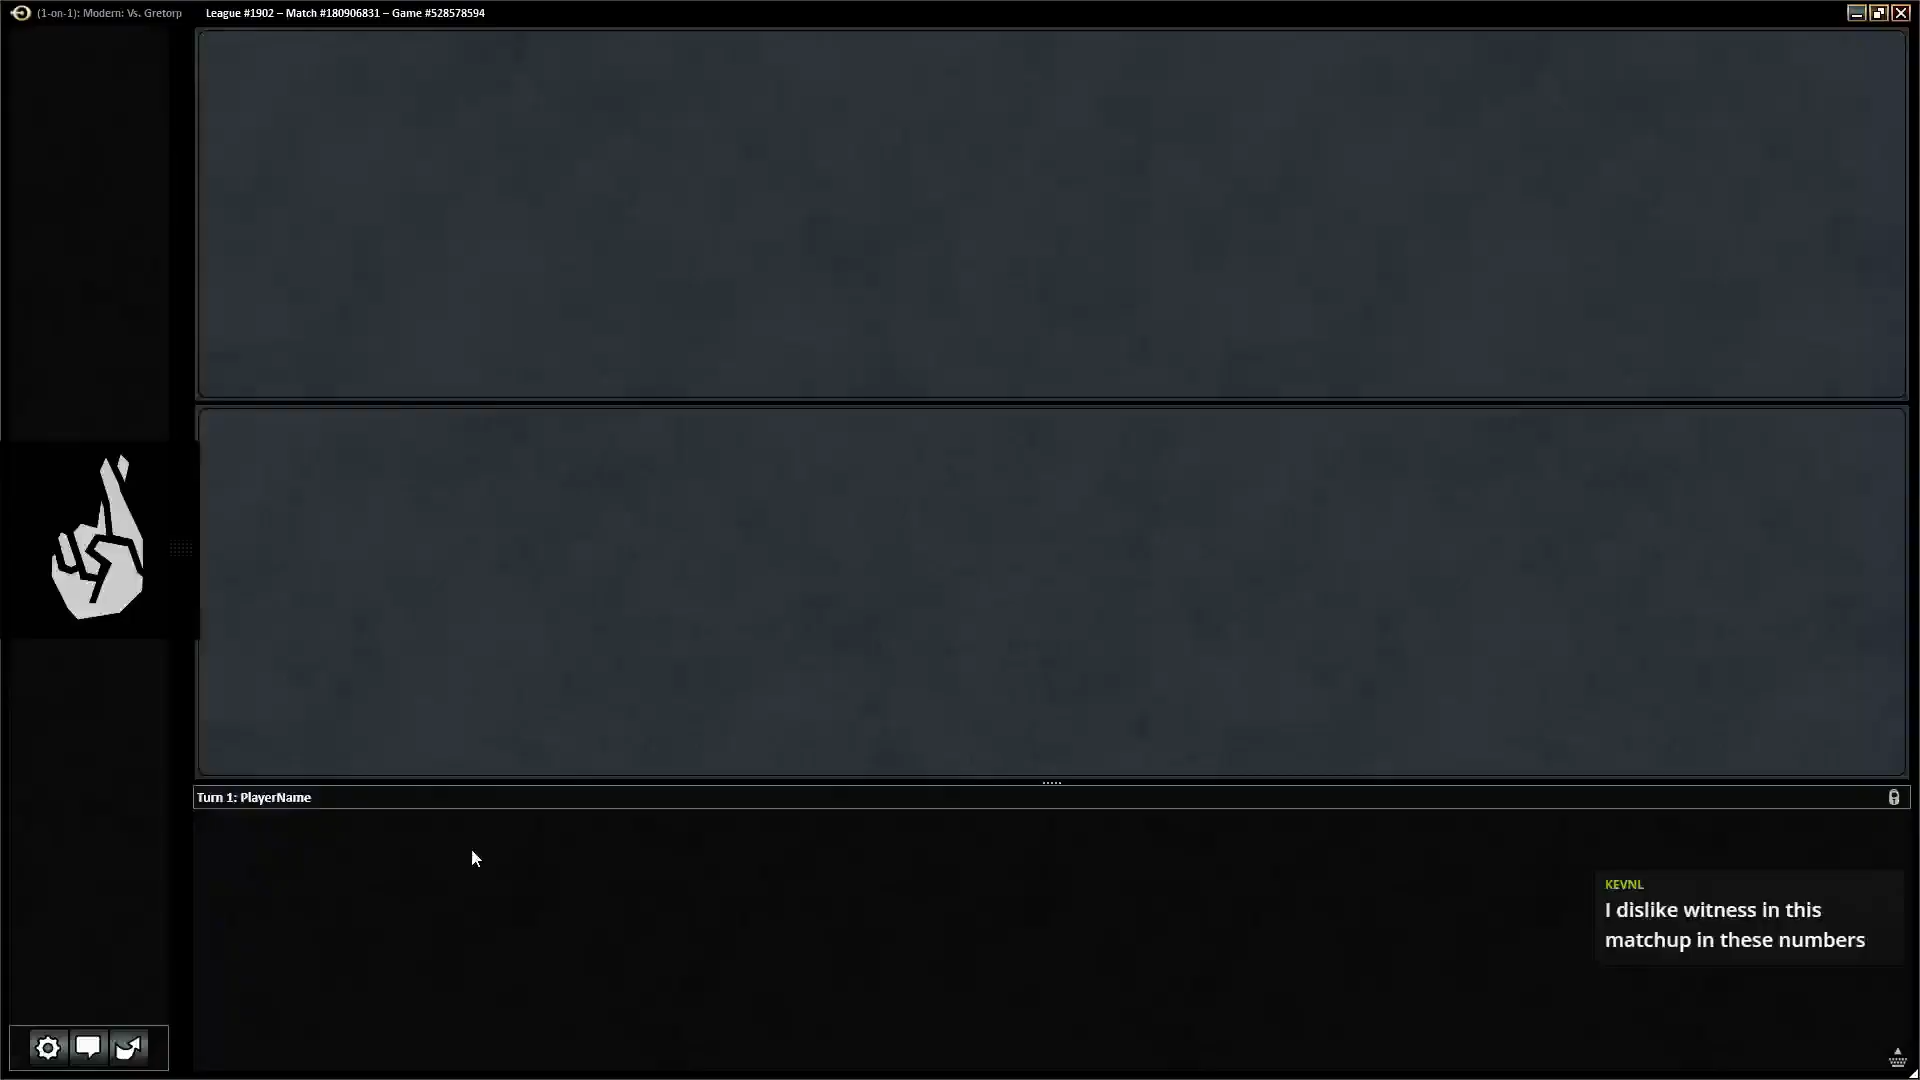 (1-on-1): Modern: Vs. Gretorp
League #1902 – Match #180906831 – Game #528578594
Turn 1: PlayerName
KEVNL
I dislike witness in this
matchup in these numbers